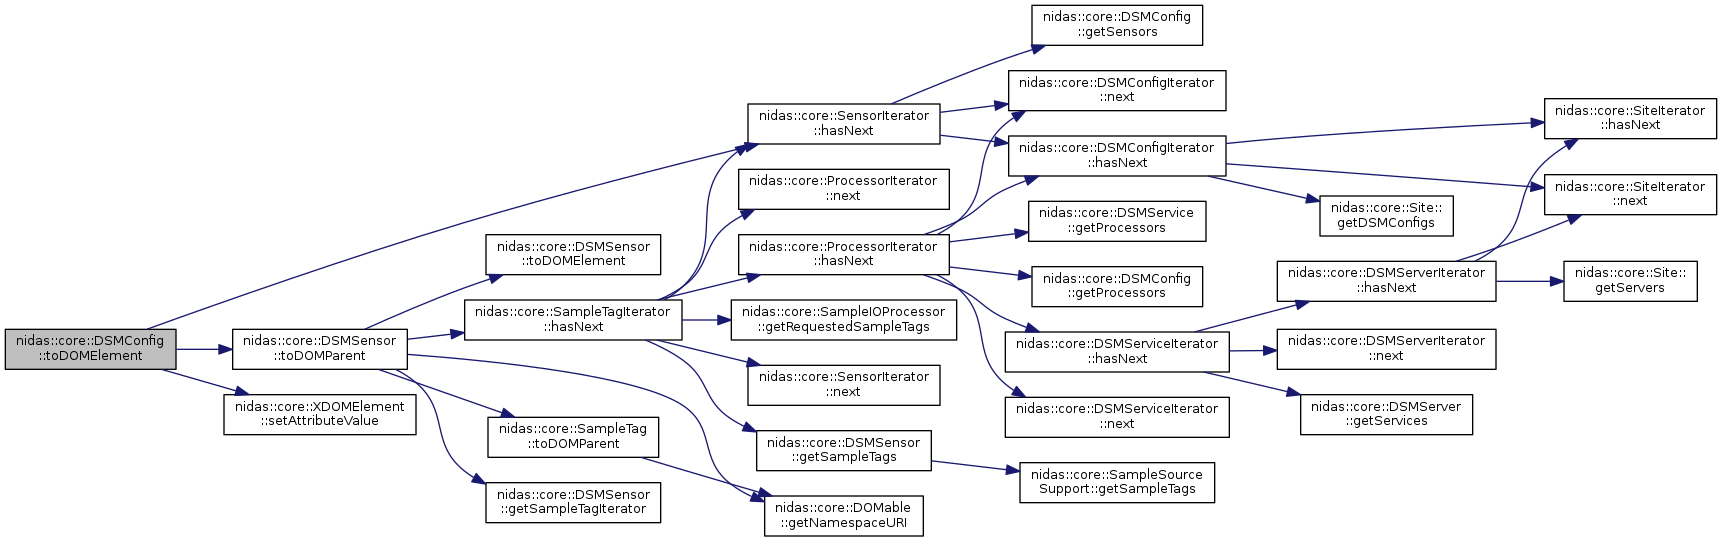 nidas::core::DSMConfig
::toDOMElement
nidas::core::DSMSensor
::toDOMParent
nidas::core::XDOMElement
::setAttributeValue
nidas::core::DSMSensor
::toDOMElement
nidas::core::SampleTagIterator
::hasNext
nidas::core::SampleTag
::toDOMParent
nidas::core::DSMSensor
::getSampleTagIterator
nidas::core::SensorIterator
::hasNext
nidas::core::ProcessorIterator
::next
nidas::core::ProcessorIterator
::hasNext
nidas::core::SampleIOProcessor
::getRequestedSampleTags
nidas::core::SensorIterator
::next
nidas::core::DSMSensor
::getSampleTags
nidas::core::DOMable
::getNamespaceURI
nidas::core::DSMConfig
::getSensors
nidas::core::DSMConfigIterator
::next
nidas::core::DSMConfigIterator
::hasNext
nidas::core::DSMService
::getProcessors
nidas::core::DSMConfig
::getProcessors
nidas::core::DSMServiceIterator
::hasNext
nidas::core::DSMServiceIterator
::next
nidas::core::SampleSource
Support::getSampleTags
nidas::core::Site::
getDSMConfigs
nidas::core::DSMServerIterator
::hasNext
nidas::core::DSMServerIterator
::next
nidas::core::DSMServer
::getServices
nidas::core::SiteIterator
::hasNext
nidas::core::SiteIterator
::next
nidas::core::Site::
getServers